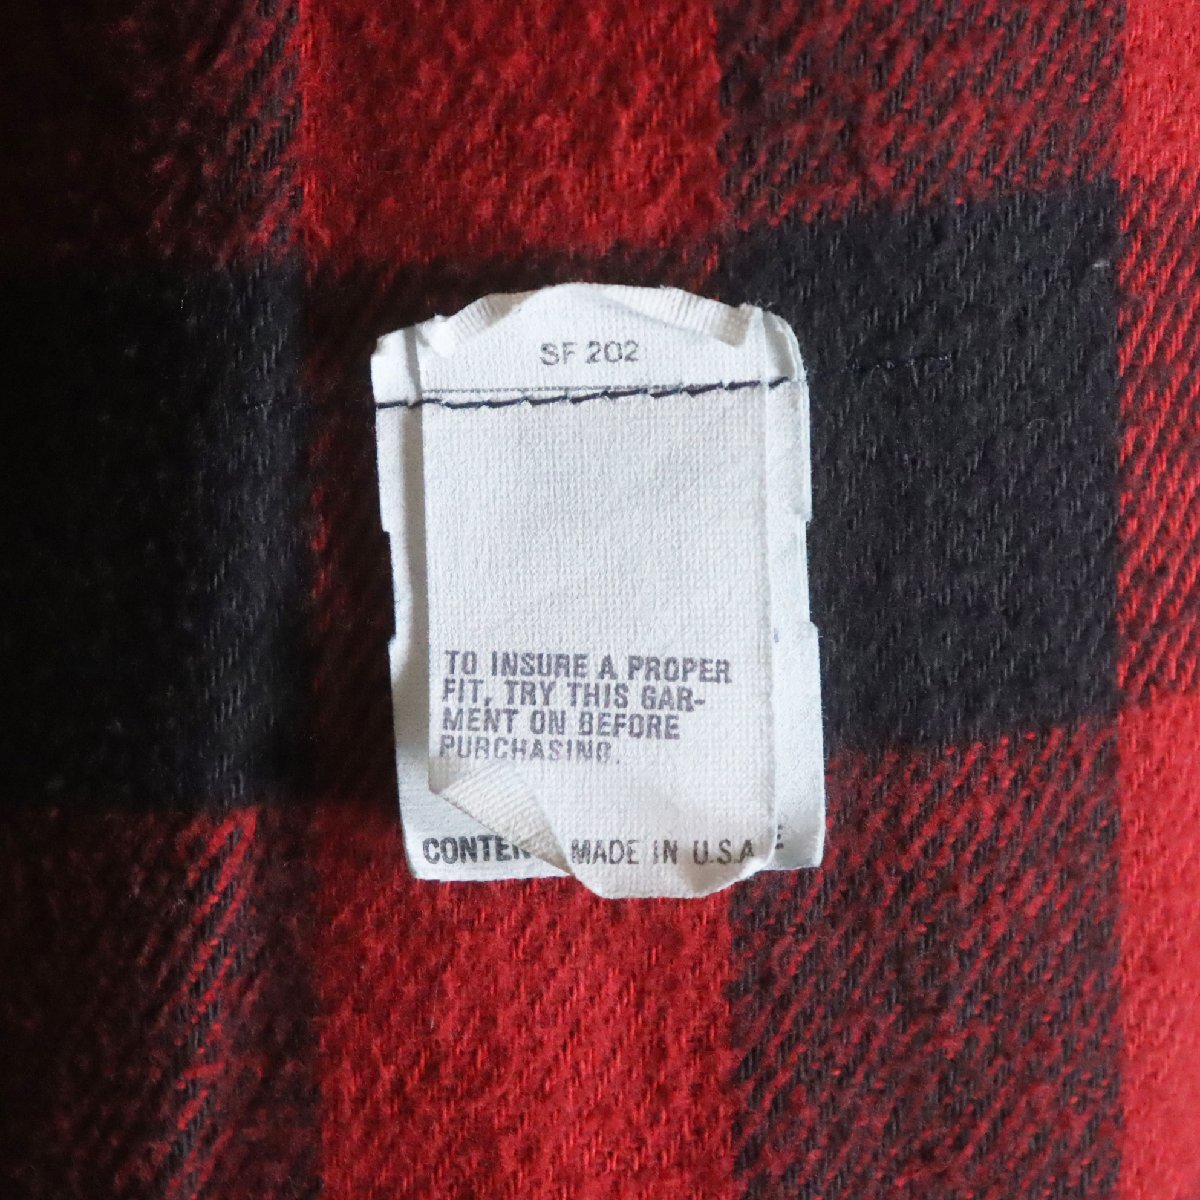 SF 202
TO INSURE A PROPER
FIT, TRY THIS GAR-
MENT ON BEFORE
PURCHASING.
MADE IN U.S.A